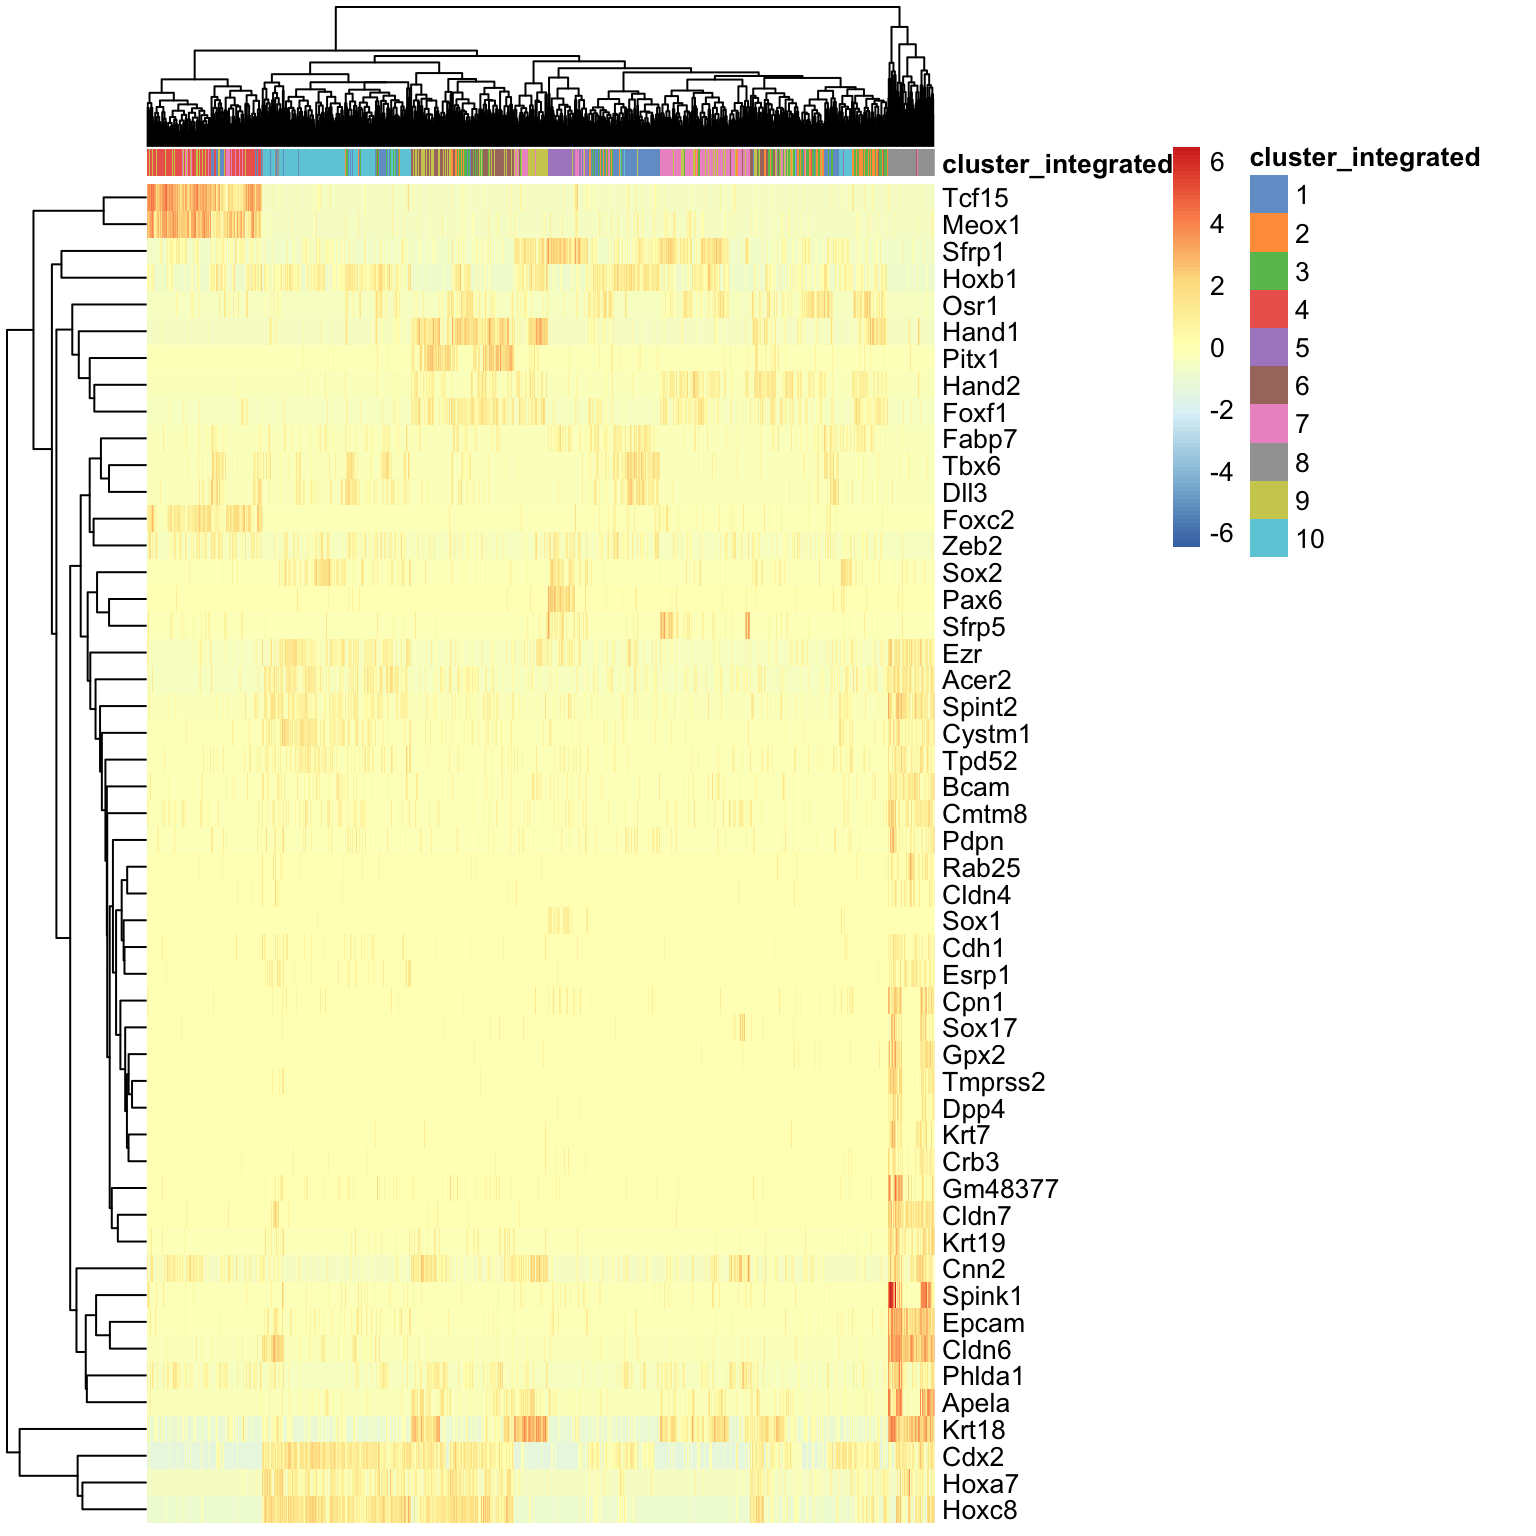 cluster_integrated
Tcf15
Meox1
Sfrp1
Hoxb1
Osr1
Hand1
Pitx1
Hand2
Foxf1
Fabp7
Tbx6
Dll3
Foxc2
Zeb2
Sox2
Pax6
Sfrp5
Ezr
Acer2
Spint2
Cystm1
Tpd52
Bcam
Cmtm8
Pdpn
Rab25
Cldn4
Sox1
Cdh1
Esrp1
Cpn1
Sox17
Gpx2
Tmprss2
Dpp4
Krt7
Crb3
Gm48377
Cldn7
Krt19
Cnn2
Spink1
Epcam
Cldn6
Phlda1
Apela
Krt18
Cdx2
Hoxa7
Hoxc8
6
4
2
0
-2
-4
-6
cluster_integrated
1
2
3
4
5
6
7
8
9
10